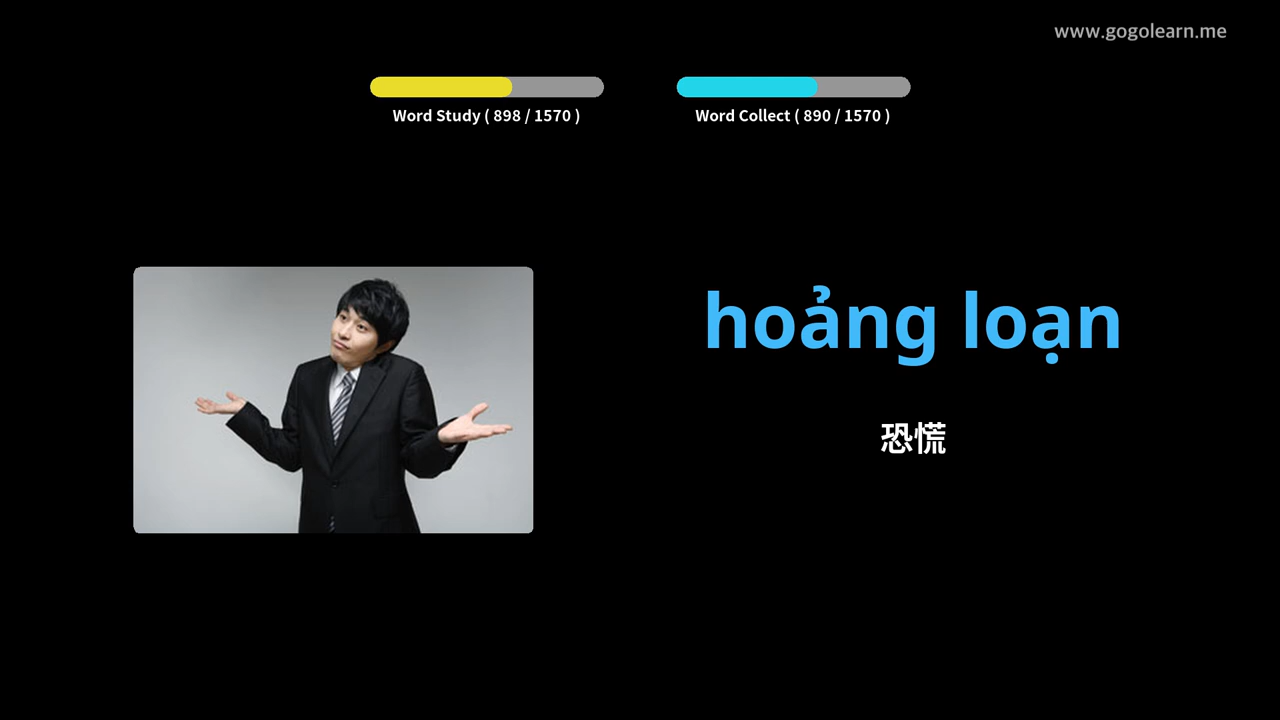 www.gogolearn.me
Word Study ( 898 / 1570 )
Word Collect ( 890 / 1570 )
hoảng loạn
恐慌